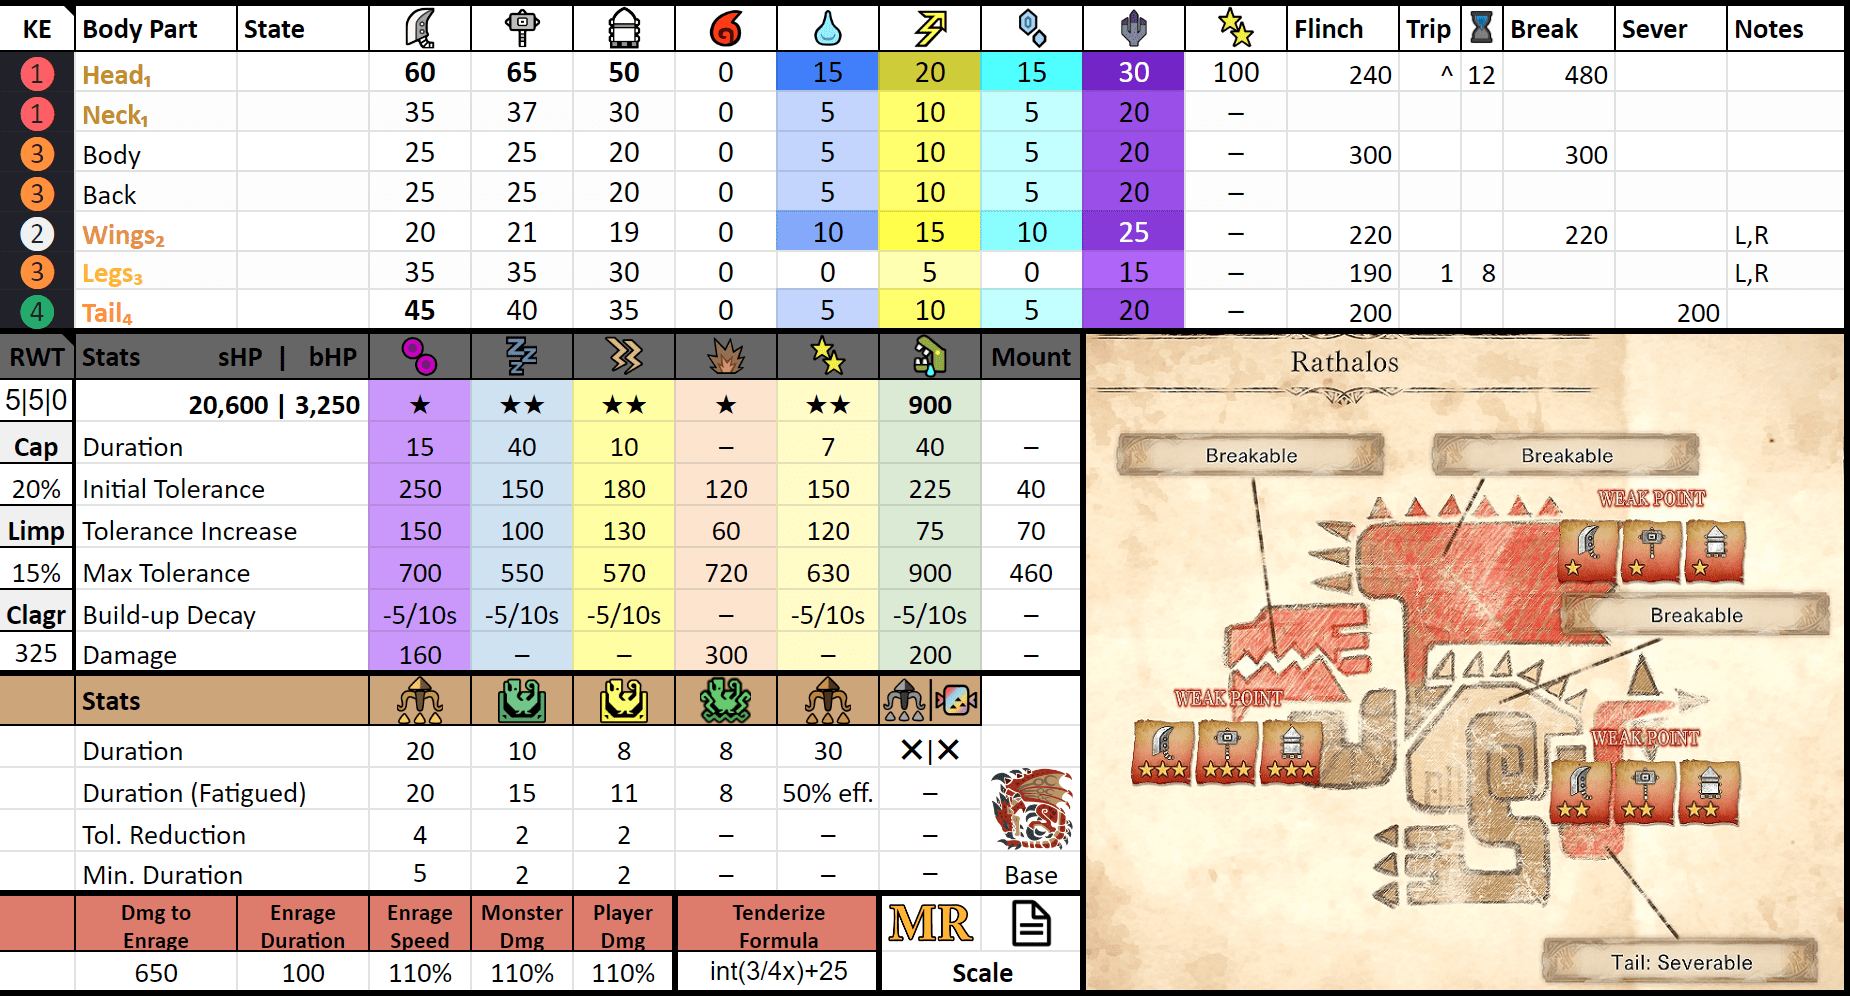 KE Body Part State Flinch Trip Break Sever Notes
1 Head₁ 60 65 50 0 15 20 15 30 100 240 ^ 12 480
1 Neck₁ 35 37 30 0 5 10 5 20 –
3 Body 25 25 20 0 5 10 5 20 – 300 300
3 Back 25 25 20 0 5 10 5 20 –
2 Wings₂ 20 21 19 0 10 15 10 25 – 220 220 L,R
3 Legs₃ 35 35 30 0 0 5 0 15 – 190 1 8 L,R
4 Tail₄ 45 40 35 0 5 10 5 20 – 200 200
RWT Stats sHP | bHP Mount
5|5|0 20,600 | 3,250 ★ ★★ ★★ ★ ★★ 900
Cap Duration 15 40 10 – 7 40 –
20% Initial Tolerance 250 150 180 120 150 225 40
Limp Tolerance Increase 150 100 130 60 120 75 70
15% Max Tolerance 700 550 570 720 630 900 460
Clagr Build-up Decay -5/10s -5/10s -5/10s – -5/10s -5/10s –
325 Damage 160 – – 300 – 200 –
Stats
Duration 20 10 8 8 30 ✕|✕
Duration (Fatigued) 20 15 11 8 50% eff. –
Tol. Reduction 4 2 2 – – –
Min. Duration 5 2 2 – – – Base
Dmg to Enrage Enrage Duration Enrage Speed Monster Dmg Player Dmg Tenderize Formula MR
650 100 110% 110% 110% int(3/4x)+25 Scale
Rathalos
Breakable Breakable
WEAK POINT
Breakable
WEAK POINT
WEAK POINT
Tail: Severable